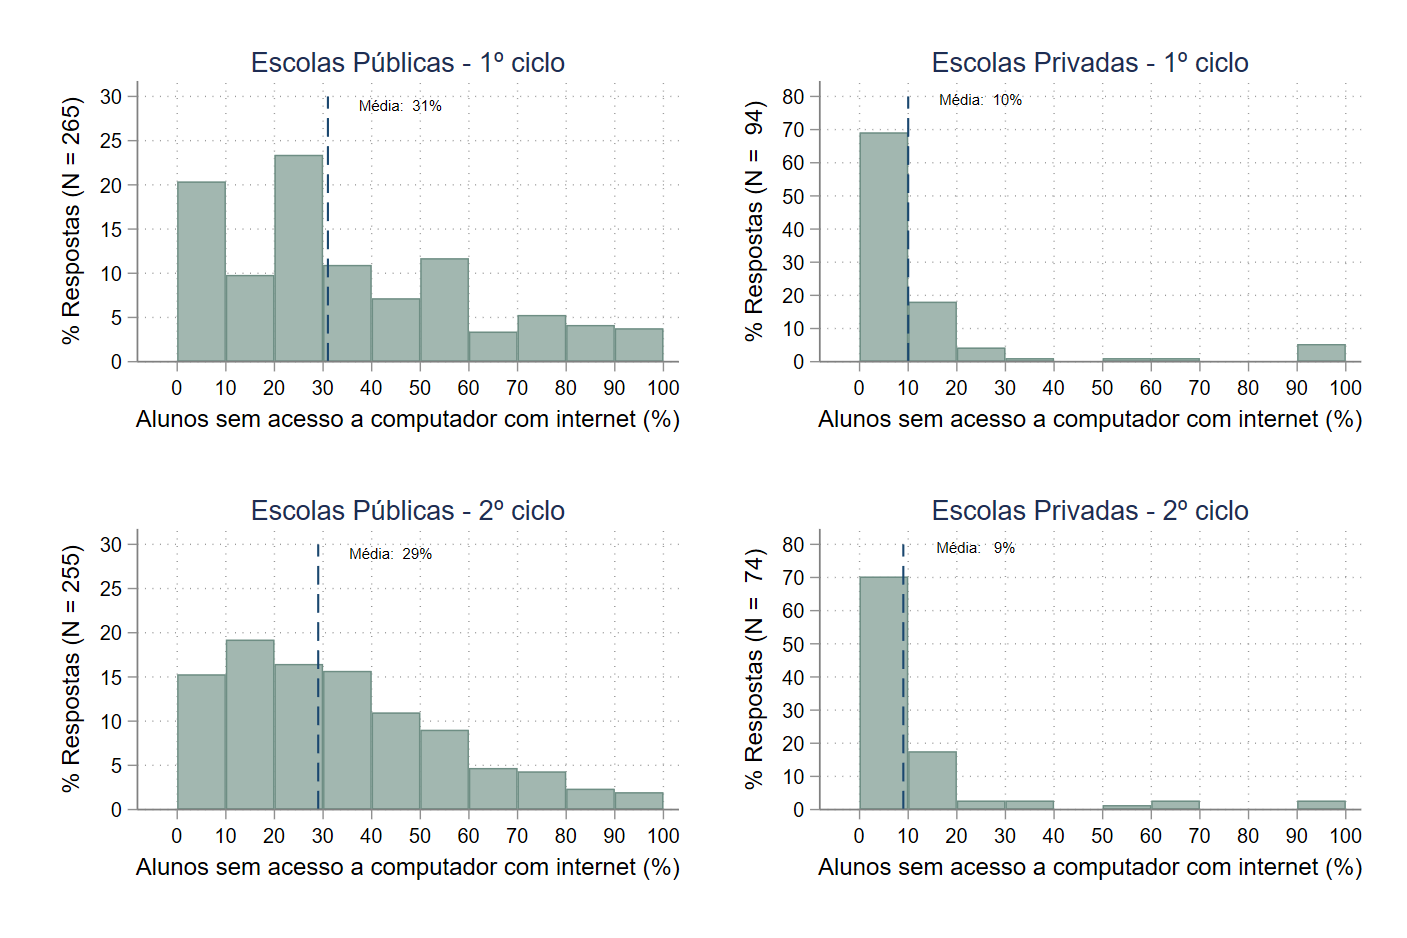 Escolas Públicas - 1º ciclo
% Respostas (N = 265)
30
25
20
15
10
5
0
Média:  31%
0 10 20 30 40 50 60 70 80 90 100
Alunos sem acesso a computador com internet (%)
Escolas Privadas - 1º ciclo
% Respostas (N =  94)
80
70
60
50
40
30
20
10
0
Média:  10%
0 10 20 30 40 50 60 70 80 90 100
Alunos sem acesso a computador com internet (%)
Escolas Públicas - 2º ciclo
% Respostas (N = 255)
30
25
20
15
10
5
0
Média:  29%
0 10 20 30 40 50 60 70 80 90 100
Alunos sem acesso a computador com internet (%)
Escolas Privadas - 2º ciclo
% Respostas (N =  74)
80
70
60
50
40
30
20
10
0
Média:   9%
0 10 20 30 40 50 60 70 80 90 100
Alunos sem acesso a computador com internet (%)